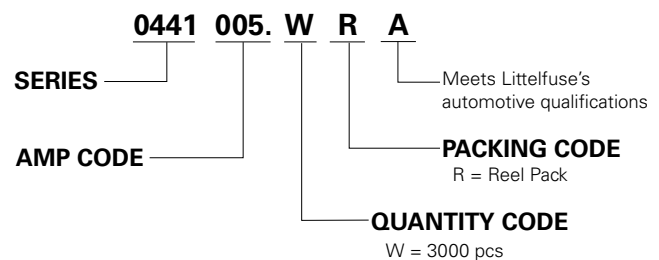 0441 005. W R A
SERIES
Meets Littelfuse's
automotive qualifications
AMP CODE
PACKING CODE
R = Reel Pack
QUANTITY CODE
W = 3000 pcs